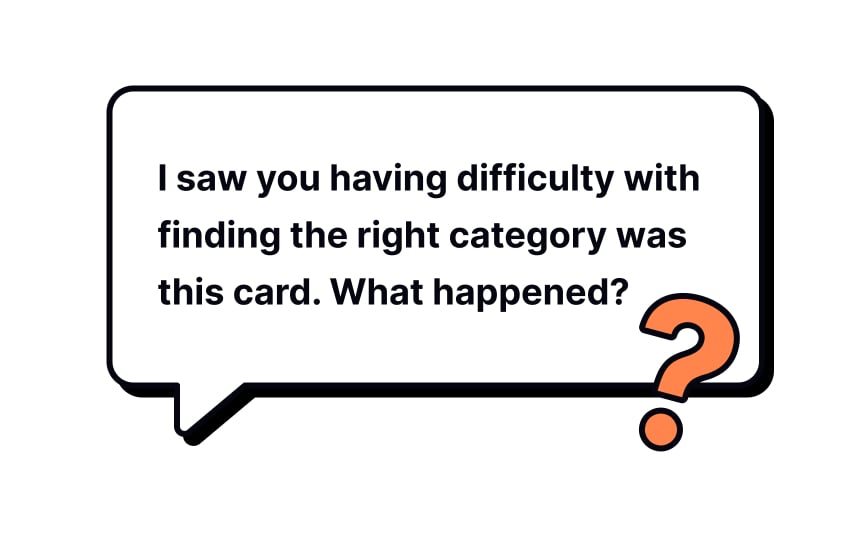 I saw you having difficulty with
finding the right category was
this card. What happened?
?